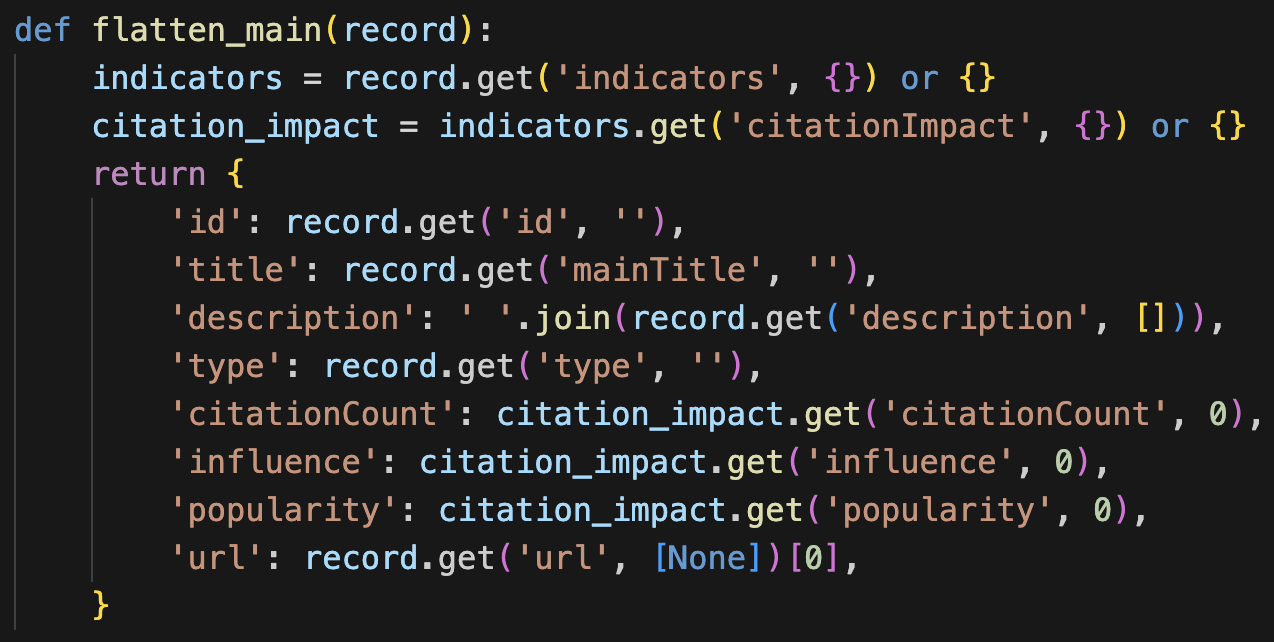 def flatten_main(record):
    indicators = record.get('indicators', {}) or {}
    citation_impact = indicators.get('citationImpact', {}) or {}
    return {
        'id': record.get('id', ''),
        'title': record.get('mainTitle', ''),
        'description': ' '.join(record.get('description', [])),
        'type': record.get('type', ''),
        'citationCount': citation_impact.get('citationCount', 0),
        'influence': citation_impact.get('influence', 0),
        'popularity': citation_impact.get('popularity', 0),
        'url': record.get('url', [None])[0],
    }